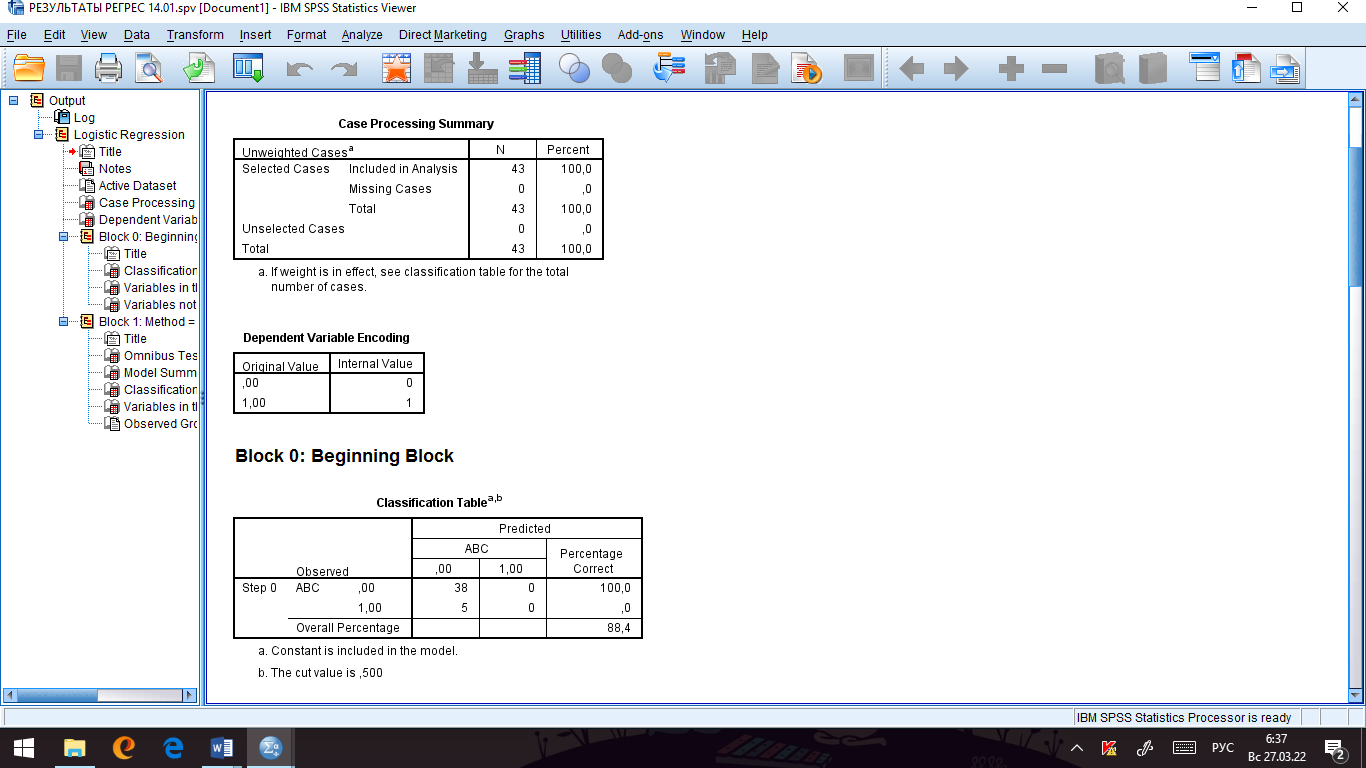 РЕЗУЛЬТАТЫ РЕГРЕС 14.01.spv [Document1] - IBM SPSS Statistics Viewer
File Edit View Data Transform Insert Format Analyze Direct Marketing Graphs Utilities Add-ons Window Help
Output
Log
Logistic Regression
Title
Notes
Active Dataset
Case Processing
Dependent Variab
Block 0: Beginning
Title
Classification
Variables in t
Variables not
Block 1: Method =
Title
Omnibus Tes
Model Summ
Classification
Variables in t
Observed Gro
Case Processing Summary
Unweighted Casesa N Percent
Selected Cases Included in Analysis 43 100,0
Missing Cases 0 ,0
Total 43 100,0
Unselected Cases 0 ,0
Total 43 100,0
a. If weight is in effect, see classification table for the total
number of cases.
Dependent Variable Encoding
Original Value Internal Value
,00 0
1,00 1
Block 0: Beginning Block
Classification Tablea,b
Predicted
ABC Percentage
Observed ,00 1,00 Correct
Step 0 ABC ,00 38 0 100,0
1,00 5 0 ,0
Overall Percentage 88,4
a. Constant is included in the model.
b. The cut value is ,500
IBM SPSS Statistics Processor is ready
РУС
6:37
Вс 27.03.22
2